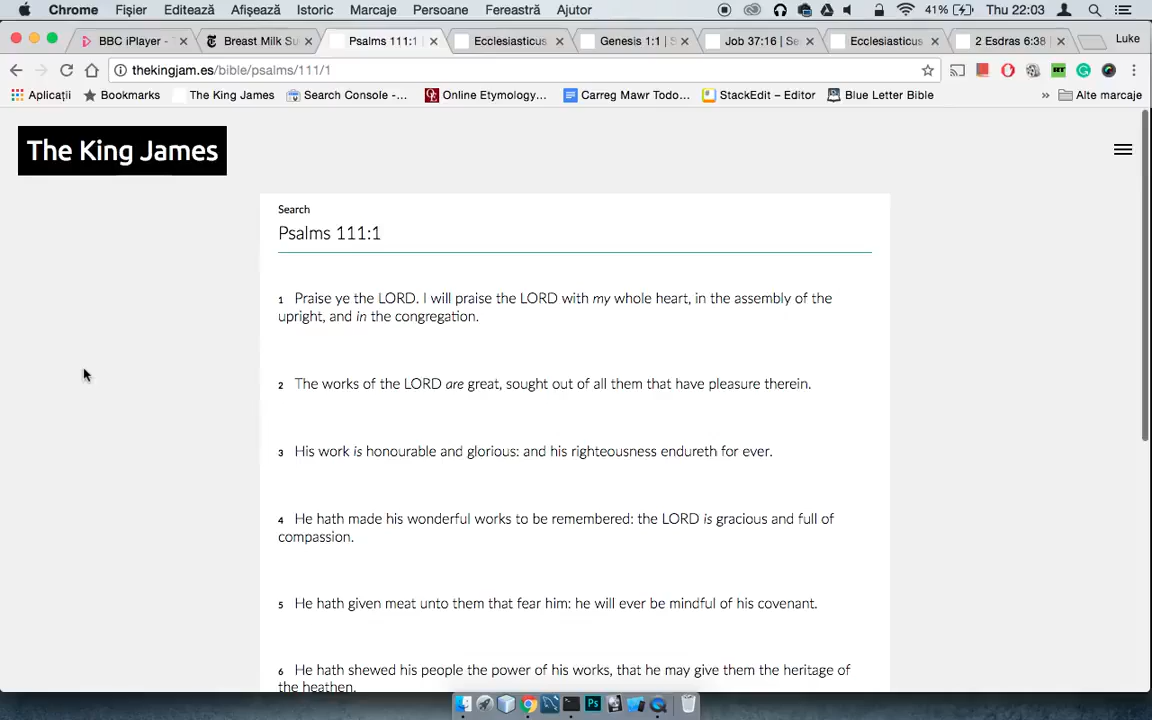 Chrome Fișier Editează Afișează Istoric Marcaje Persoane Fereastră Ajutor 41% Thu 22:03
BBC iPlayer - Breast Milk Su Psalms 111:1 Ecclesiasticus Genesis 1:1 | S Job 37:16 | Se Ecclesiasticus 2 Esdras 6:38 Luke
thekingjam.es/bible/psalms/111/1
Aplicații Bookmarks The King James Search Console -... Online Etymology... Carreg Mawr Todo... StackEdit – Editor Blue Letter Bible » Alte marcaje
The King James
Search
Psalms 111:1
1 Praise ye the LORD. I will praise the LORD with my whole heart, in the assembly of the
upright, and in the congregation.
2 The works of the LORD are great, sought out of all them that have pleasure therein.
3 His work is honourable and glorious: and his righteousness endureth for ever.
4 He hath made his wonderful works to be remembered: the LORD is gracious and full of
compassion.
5 He hath given meat unto them that fear him: he will ever be mindful of his covenant.
6 He hath shewed his people the power of his works, that he may give them the heritage of
the heathen.